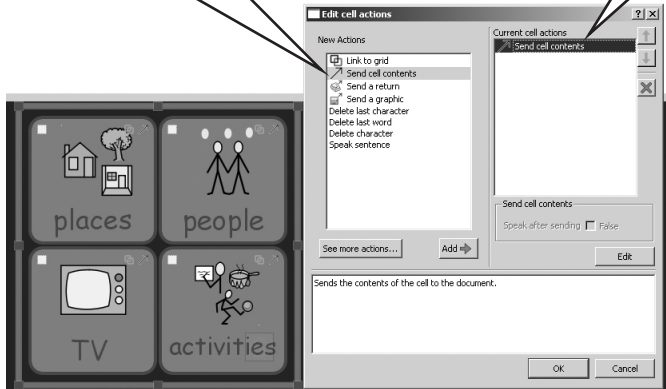 Edit cell actions
New Actions
Link to grid
Send cell contents
Send a return
Send a graphic
Delete last character
Delete last word
Delete character
Speak sentence
See more actions...
Add
Current cell actions
Send cell contents
Send cell contents
Speak after sending False
Edit
Sends the contents of the cell to the document.
OK Cancel
places people
TV activities